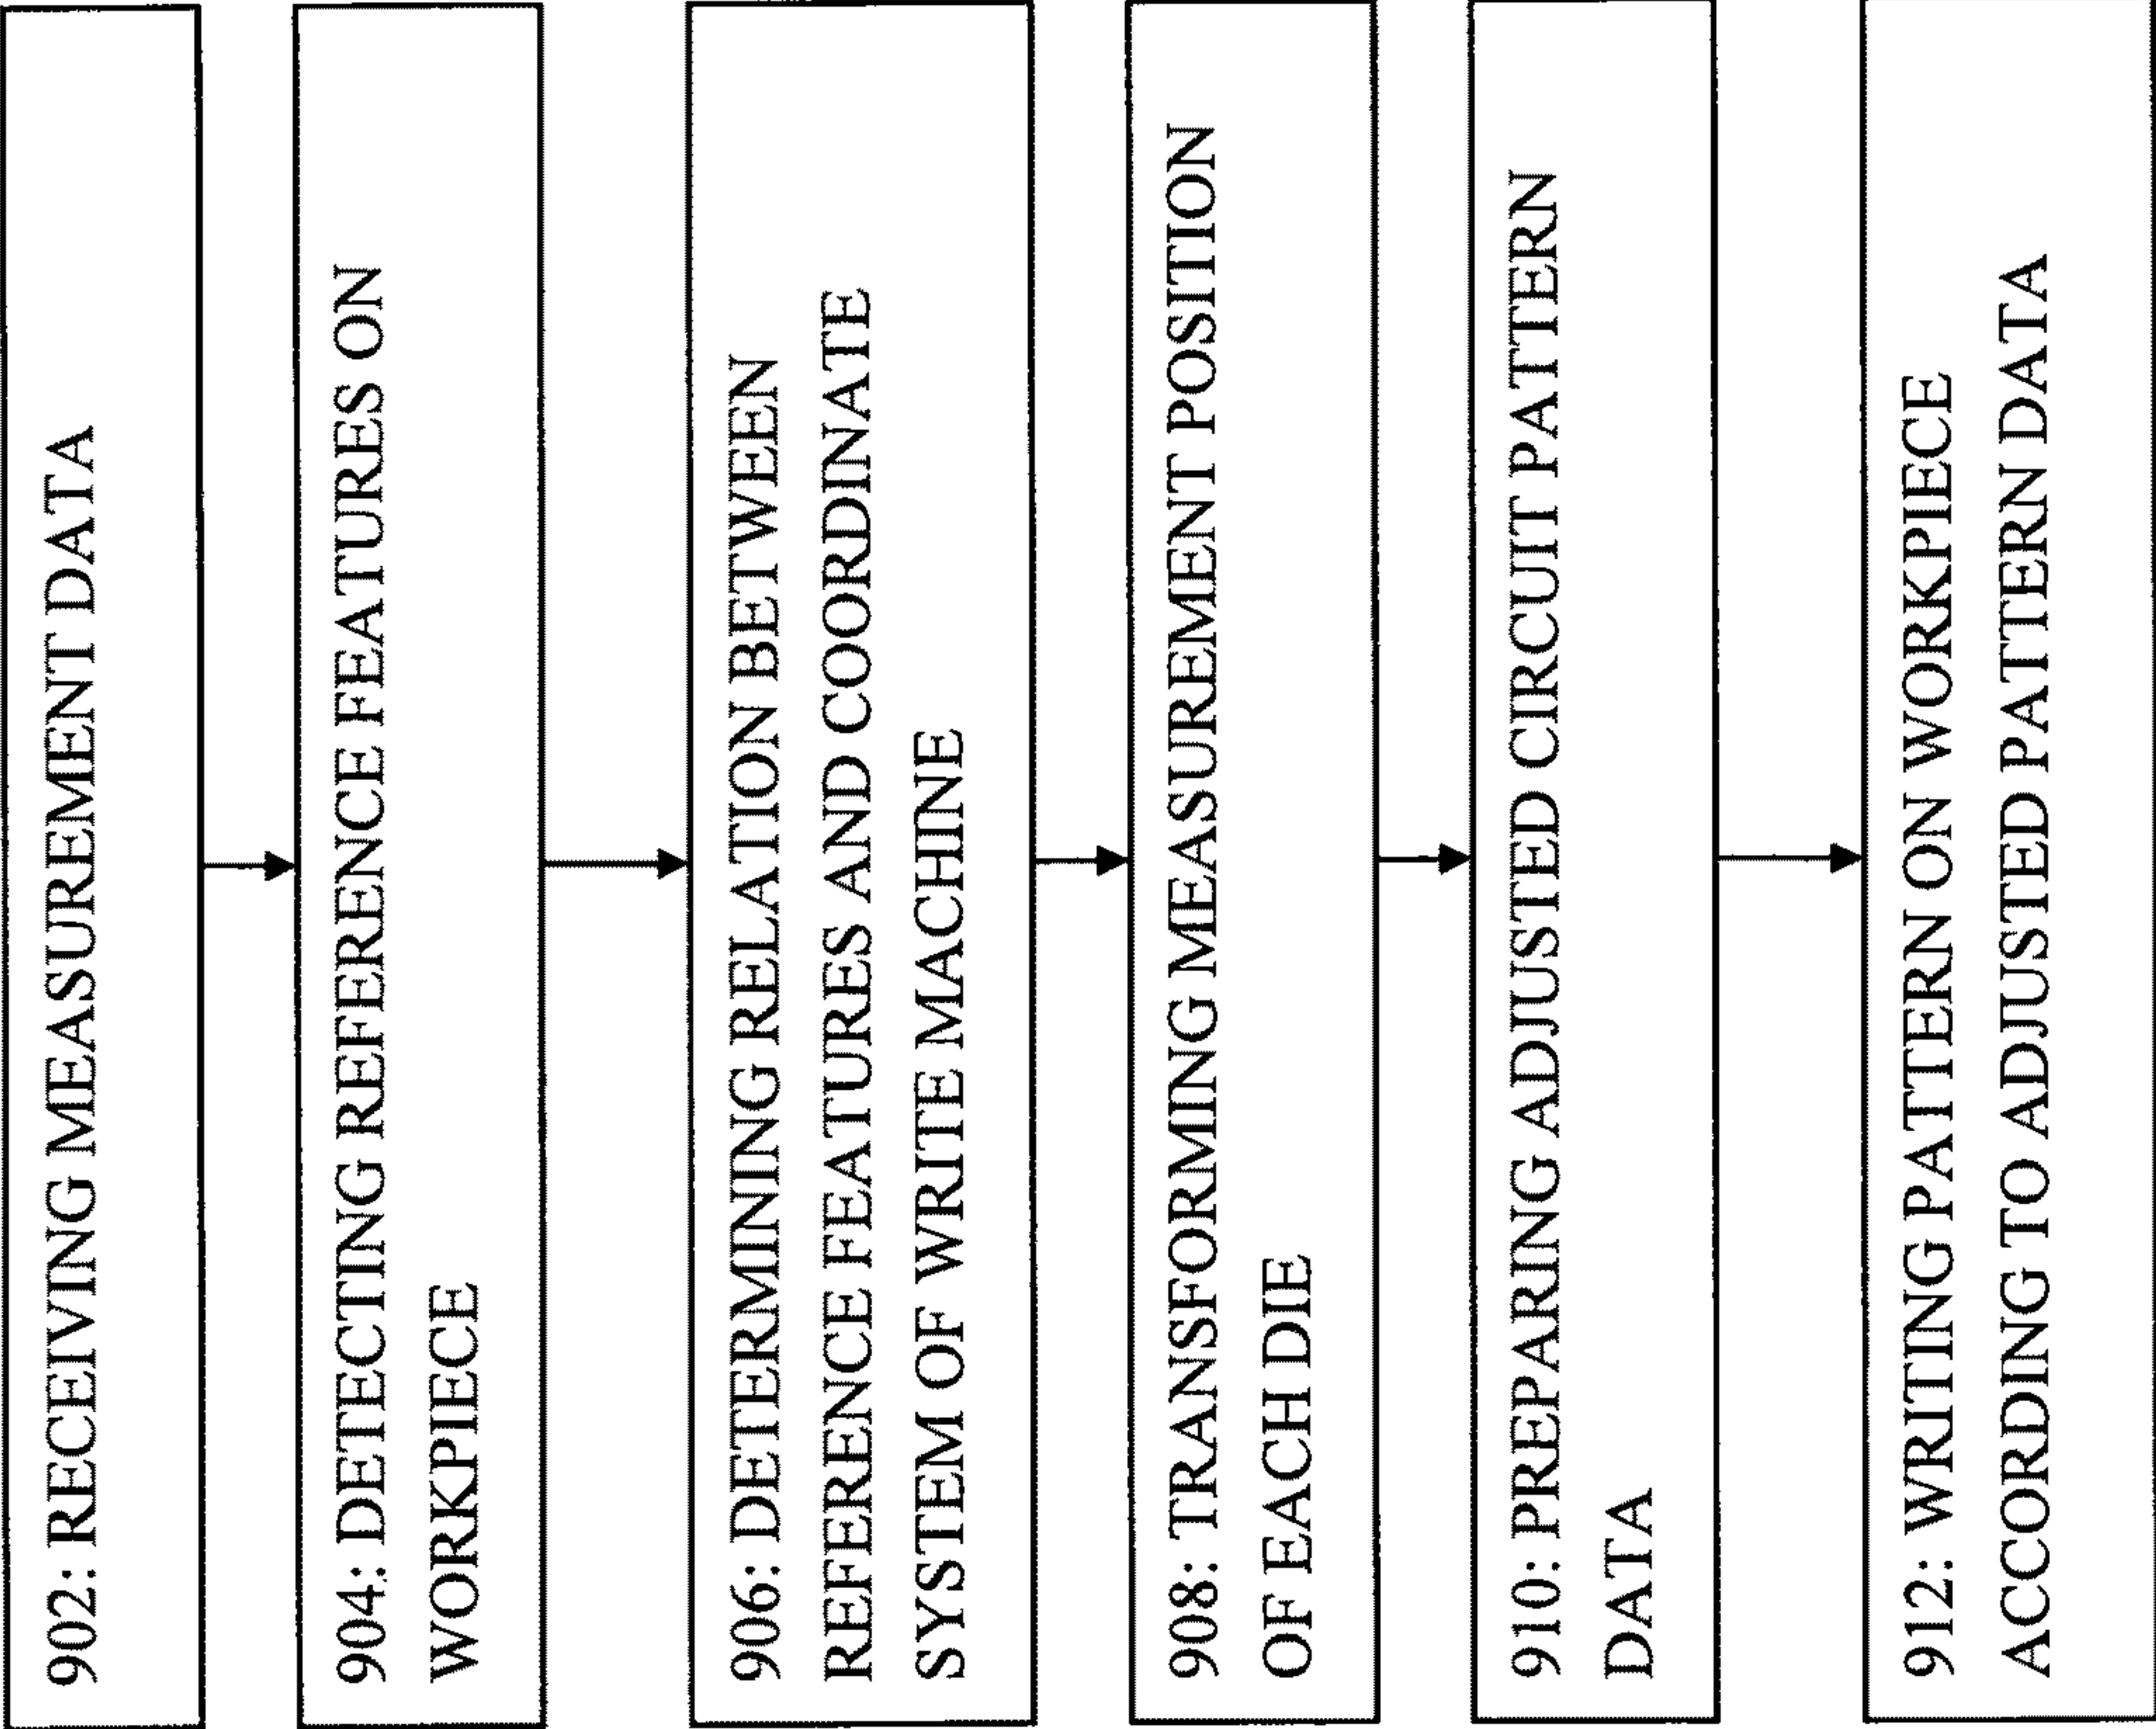 902: RECEIVING MEASUREMENT DATA
904: DETECTING REFERENCE FEATURES ON
WORKPIECE
906: DETERMINING RELATION BETWEEN
REFERENCE FEATURES AND COORDINATE
SYSTEM OF WRITE MACHINE
908: TRANSFORMING MEASUREMENT POSITION
OF EACH DIE
910: PREPARING ADJUSTED CIRCUIT PATTERN
DATA
912: WRITING PATTERN ON WORKPIECE
ACCORDING TO ADJUSTED PATTERN DATA